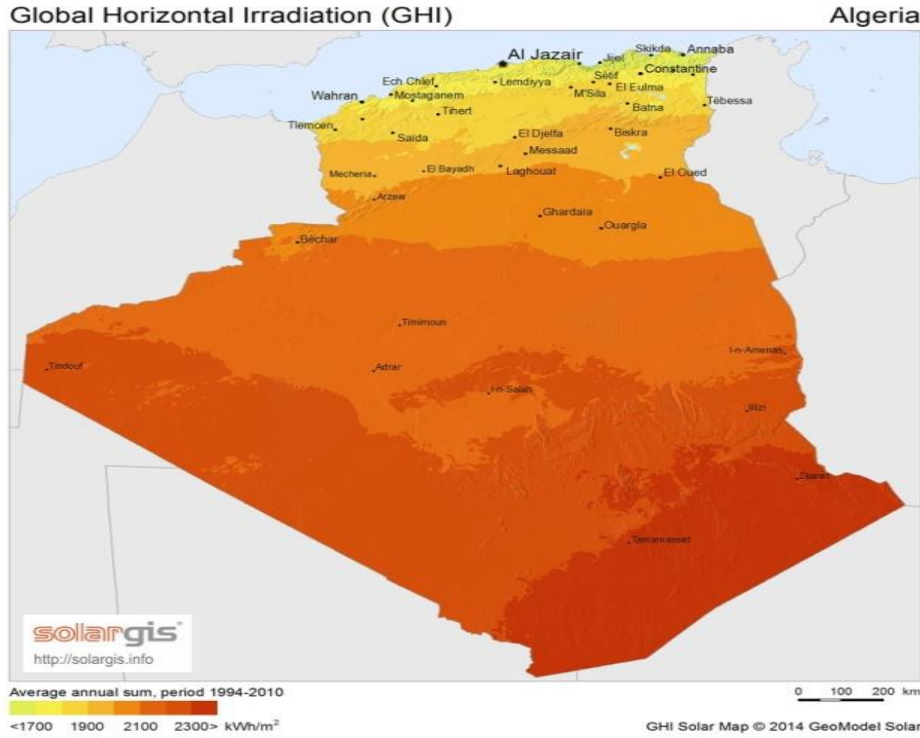 Global Horizontal Irradiation (GHI)
Algeria
Skikda
Annaba
Al Jazair
Jijel
Constantine
Ech Chlef
Lemdiyya
Sétif
El Eulma
Wahran
Mostaganem
M'Sila
Tihert
Batna
Tébessa
Tlemcen
Saida
El Djelfa
Biskra
Messaad
Mecheria
El Bayadh
Laghouat
El Oued
Arzew
Ghardaia
Ouargla
Béchar
Timimoun
I-n-Amenas
Tindouf
Adrar
I-n-Salah
Illizi
Djanet
Tamanrasset
solargis
http://solargis.info
Average annual sum, period 1994-2010
0 100 200 km
<1700 1900 2100 2300> kWh/m²
GHI Solar Map © 2014 GeoModel Solar